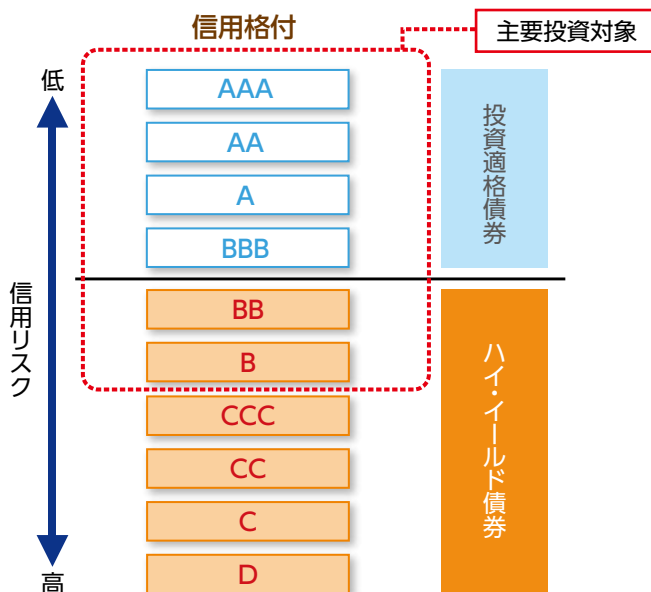 信用格付
主要投資対象
低
AAA
AA
A
BBB
投資適格債券
信用リスク
BB
B
CCC
CC
C
D
ハイ・イールド債券
高